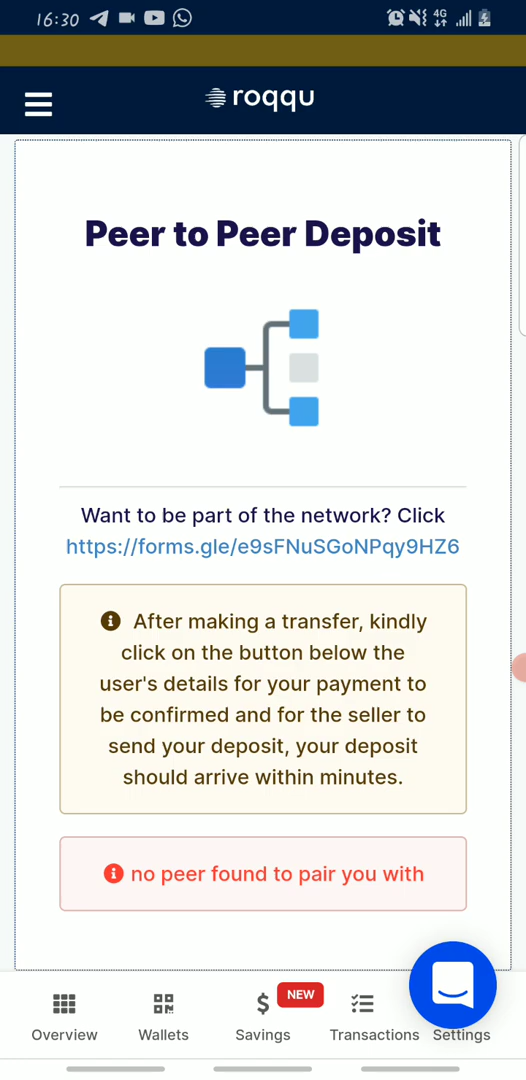 16:30
4G
roqqu
Peer to Peer Deposit
Want to be part of the network? Click
https://forms.gle/e9sFNuSGoNPqy9HZ6
After making a transfer, kindly
click on the button below the
user's details for your payment to
be confirmed and for the seller to
send your deposit, your deposit
should arrive within minutes.
no peer found to pair you with
NEW
Overview Wallets Savings Transactions Settings